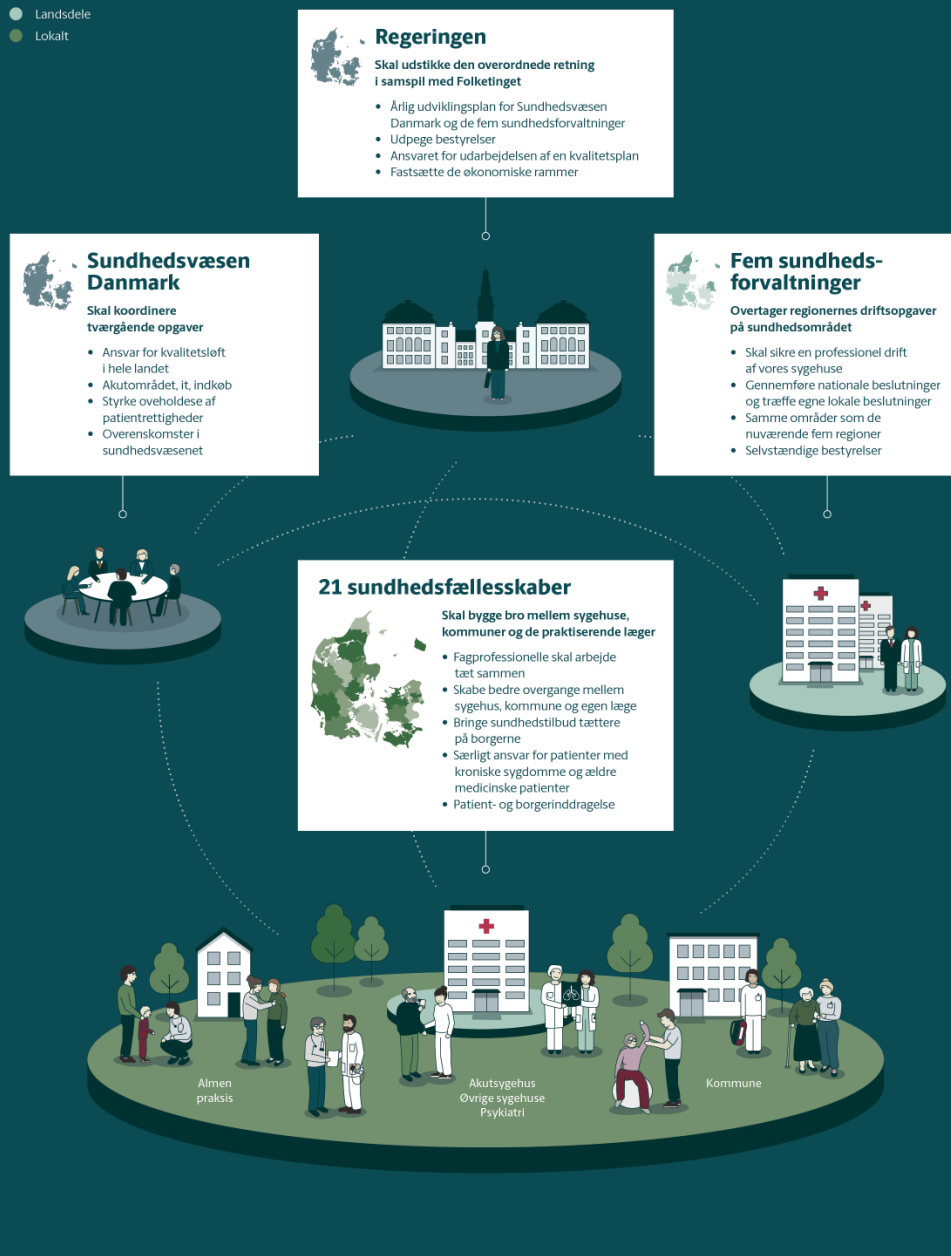 Landsdele
Lokalt
Regeringen
Skal udstikke den overordnede retning
i samspil med Folketinget
• Årlig udviklingsplan for Sundhedsvæsen
Danmark og de fem sundhedsforvaltninger
• Udpege bestyrelser
• Ansvaret for udarbejdelsen af en kvalitetsplan
• Fastsætte de økonomiske rammer
Sundhedsvæsen
Danmark
Skal koordinere
tværgående opgaver
• Ansvar for kvalitetsløft
i hele landet
• Akutområdet, it, indkøb
• Styrke oveholdese af
patientrettigheder
• Overenskomster i
sundhedsvæsenet
Fem sundheds-
forvaltninger
Overtager regionernes driftsopgaver
på sundhedsområdet
• Skal sikre en professionel drift
af vores sygehuse
• Gennemføre nationale beslutninger
og træffe egne lokale beslutninger
• Samme områder som de
nuværende fem regioner
• Selvstændige bestyrelser
21 sundhedsfællesskaber
Skal bygge bro mellem sygehuse,
kommuner og de praktiserende læger
• Fagprofessionelle skal arbejde
tæt sammen
• Skabe bedre overgange mellem
sygehus, kommune og egen læge
• Bringe sundhedstilbud tættere
på borgerne
• Særligt ansvar for patienter med
kroniske sygdomme og ældre
medicinske patienter
• Patient- og borgerinddragelse
Almen
praksis
Akutsygehus
Øvrige sygehuse
Psykiatri
Kommune